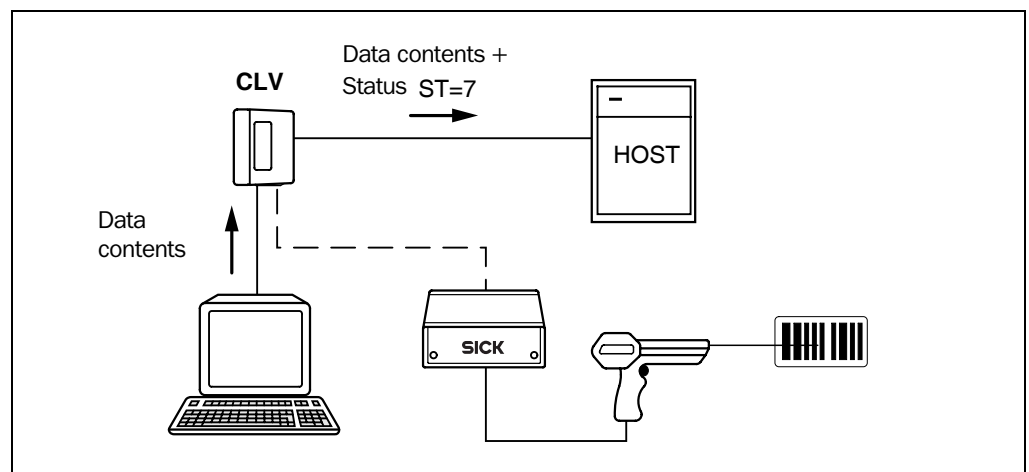 Data contents +
Status ST=7
CLV
HOST
Data
contents
SICK